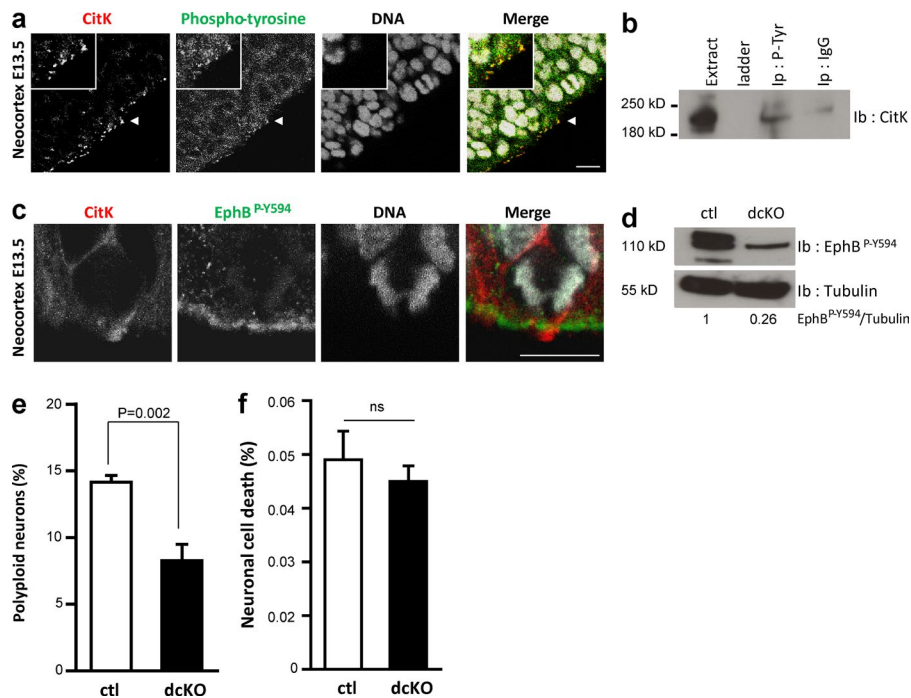 a
CitK
Phospho-tyrosine
DNA
Merge
Neocortex E13.5
b
Extract
ladder
Ip : P-Tyr
Ip : IgG
250 kD
180 kD
Ib : CitK
c
CitK
EphB P-Y594
DNA
Merge
Neocortex E13.5
d
ctl dcKO
110 kD
Ib : EphB P-Y594
55 kD
Ib : Tubulin
1 0.26 EphB P-Y594/Tubulin
e
Polyploid neurons (%)
20
15
10
5
0
P=0.002
ctl dcKO
f
Neuronal cell death (%)
0.06
0.05
0.04
0.03
0.02
0
ns
ctl dcKO